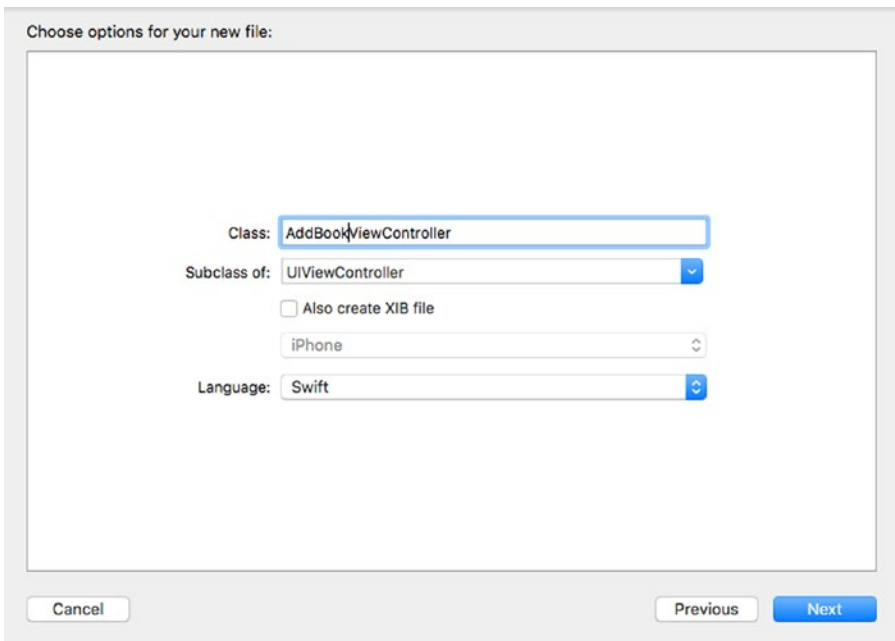 Choose options for your new file:
Class: AddBookViewController
Subclass of: UIViewController
Also create XIB file
iPhone
Language: Swift
Cancel Previous Next